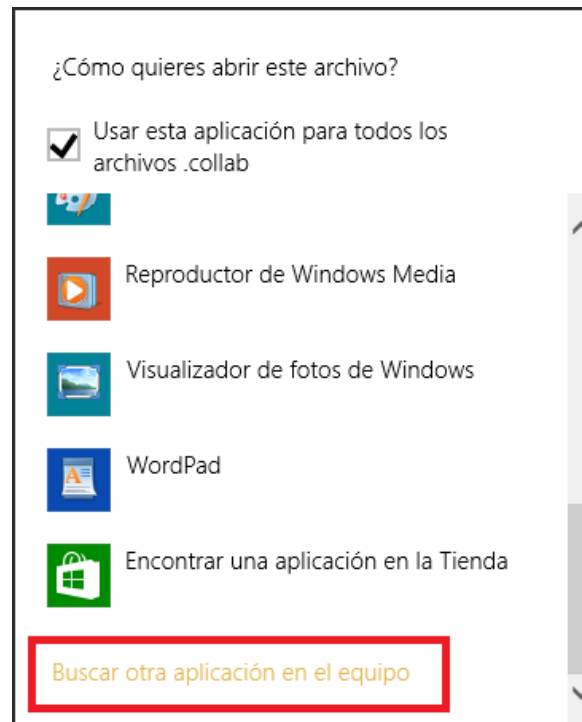 ¿Cómo quieres abrir este archivo?
Usar esta aplicación para todos los
archivos .collab
Reproductor de Windows Media
Visualizador de fotos de Windows
WordPad
Encontrar una aplicación en la Tienda
Buscar otra aplicación en el equipo